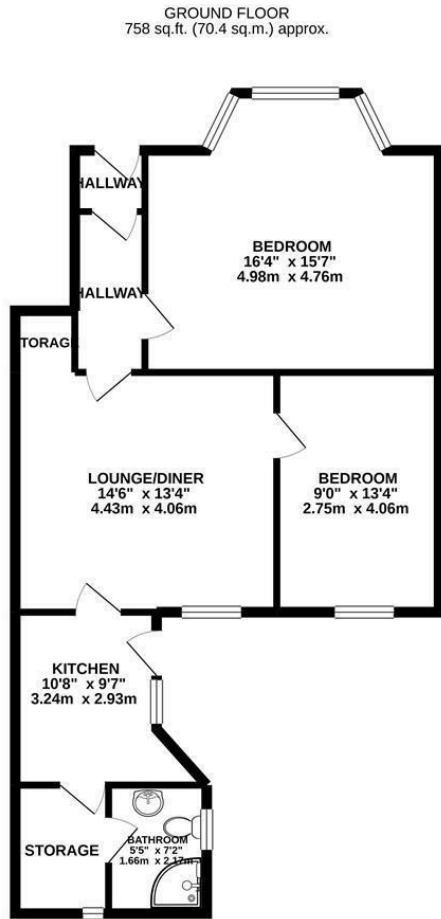 GROUND FLOOR
758 sq.ft. (70.4 sq.m.) approx.
HALLWAY
BEDROOM
16'4" x 15'7"
4.98m x 4.76m
HALLWAY
TORAGE
LOUNGE/DINER
14'6" x 13'4"
4.43m x 4.06m
BEDROOM
9'0" x 13'4"
2.75m x 4.06m
KITCHEN
10'8" x 9'7"
3.24m x 2.93m
STORAGE
BATHROOM
5'5" x 7'2"
1.66m x 2.17m